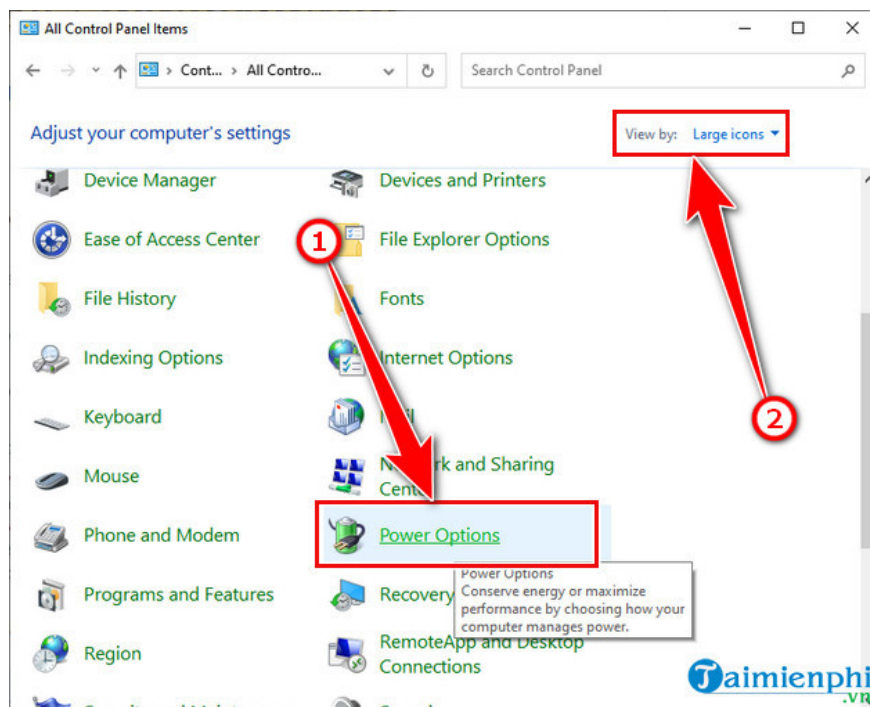 All Control Panel Items
Cont... > All Contro...
Search Control Panel
Adjust your computer's settings
View by: Large icons
Device Manager
Devices and Printers
Ease of Access Center
1
File Explorer Options
File History
Fonts
Indexing Options
Internet Options
Keyboard
2
Mouse
and Sharing
Phone and Modem
Power Options
Power Options
Conserve energy or maximize
performance by choosing how your
computer manages power.
Programs and Features
Recovery
Region
RemoteApp and Desktop
Connections
Taimienphi
.vn